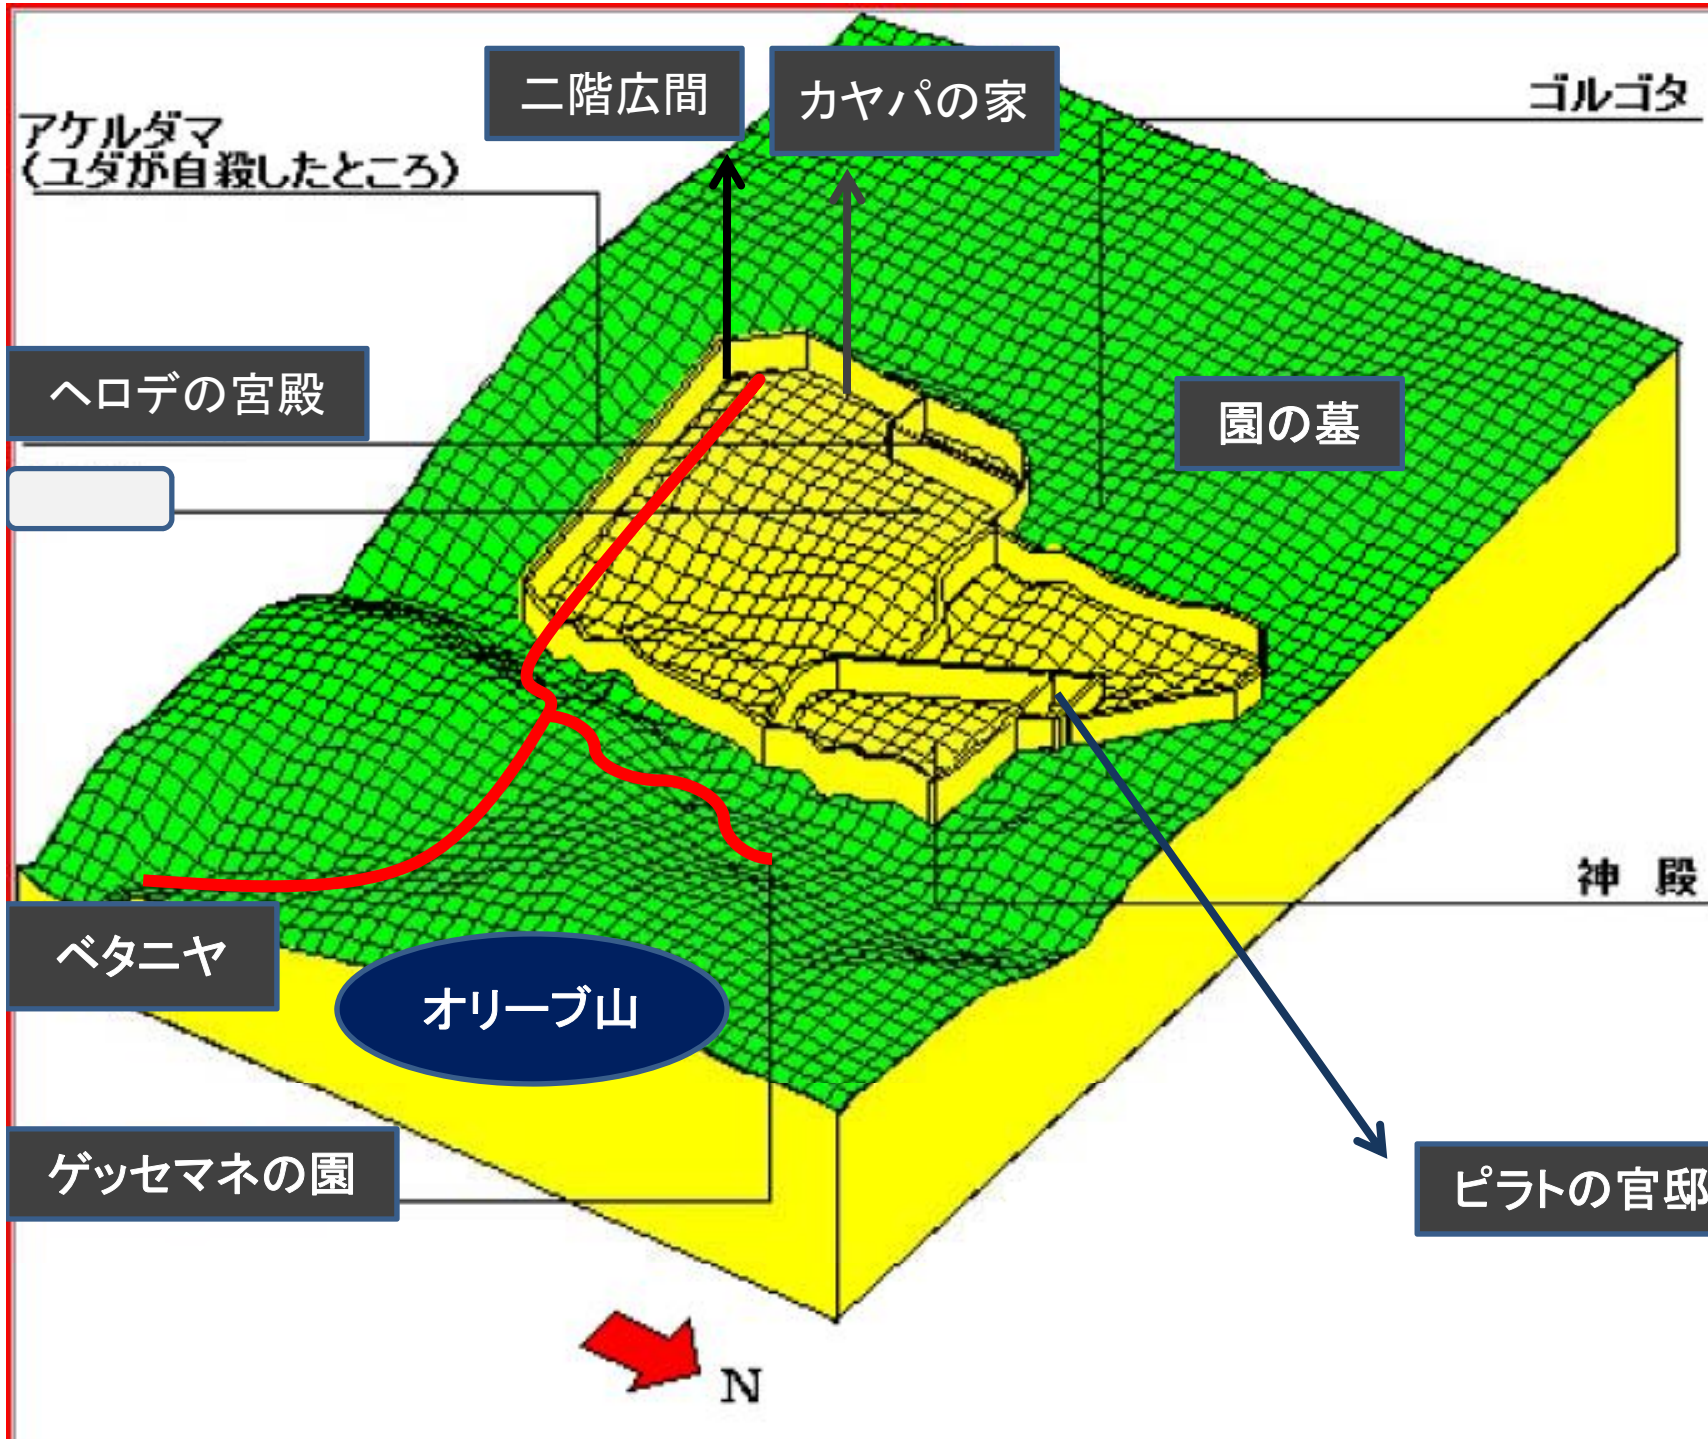 二階広間
カヤパの家
ゴルゴタ
アケルダマ
(ユダが自殺したところ)
ヘロデの宮殿
園の墓
神 殿
ベタニヤ
オリーブ山
ゲッセマネの園
ピラトの官邸
N